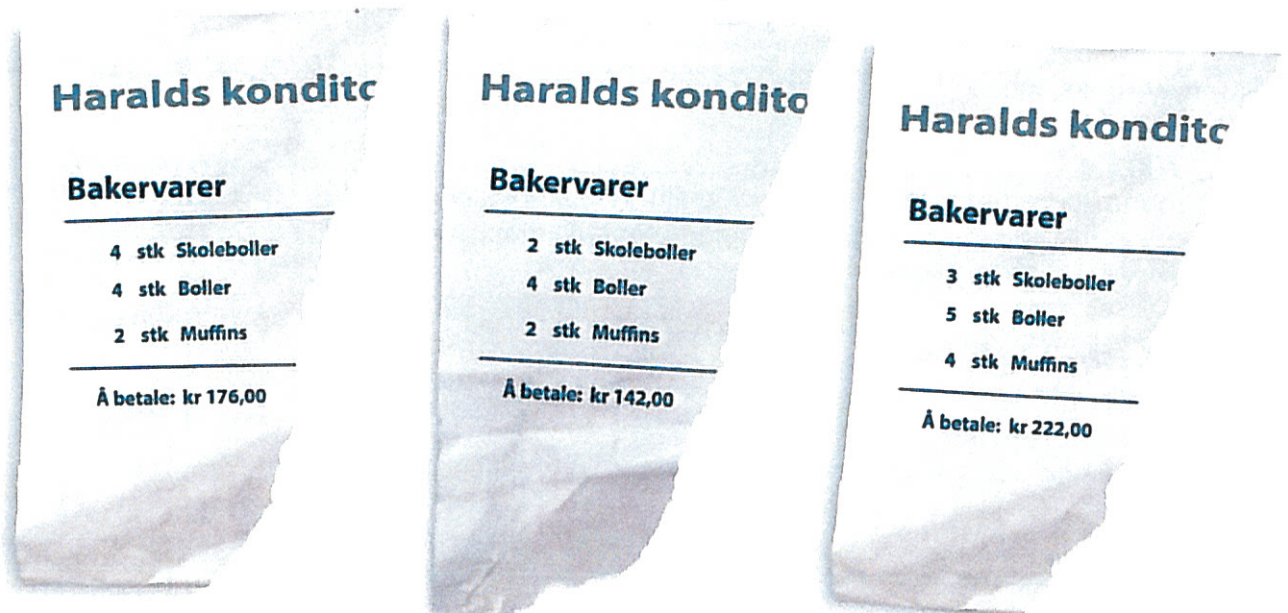 Haralds kondito
Bakervarer
4 stk Skoleboller
4 stk Boller
2 stk Muffins
Å betale: kr 176,00
Haralds kondito
Bakervarer
2 stk Skoleboller
4 stk Boller
2 stk Muffins
Å betale: kr 142,00
Haralds kondito
Bakervarer
3 stk Skoleboller
5 stk Boller
4 stk Muffins
Å betale: kr 222,00